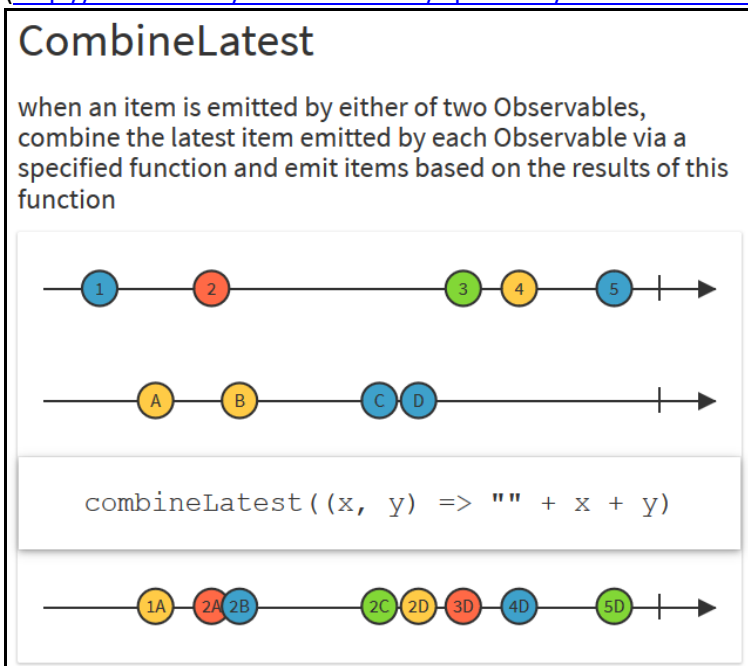 CombineLatest
when an item is emitted by either of two Observables,
combine the latest item emitted by each Observable via a
specified function and emit items based on the results of this
function
1 2 3 4 5
A B C D
combineLatest((x, y) => "" + x + y)
1A 2A 2B 2C 2D 3D 4D 5D